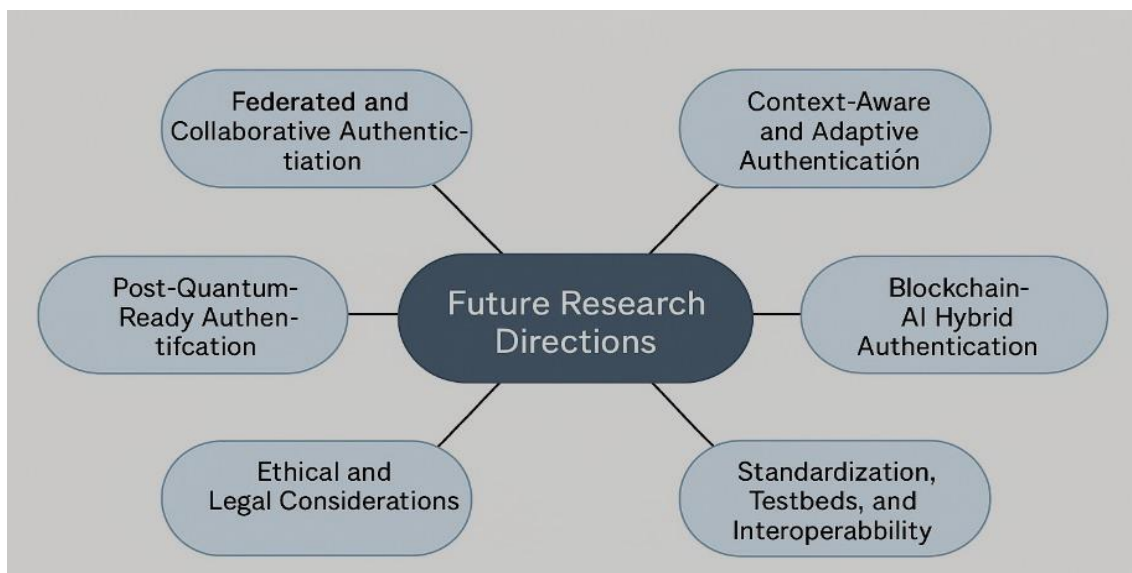 Federated and
Collaborative Authentic-
tiation
Context-Aware
and Adaptive
Authenticatión
Post-Quantum-
Ready Authen-
tifcation
Future Research
Directions
Blockchain-
AI Hybrid
Authentication
Ethical and
Legal Considerations
Standardization,
Testbeds, and
Interoperabbility